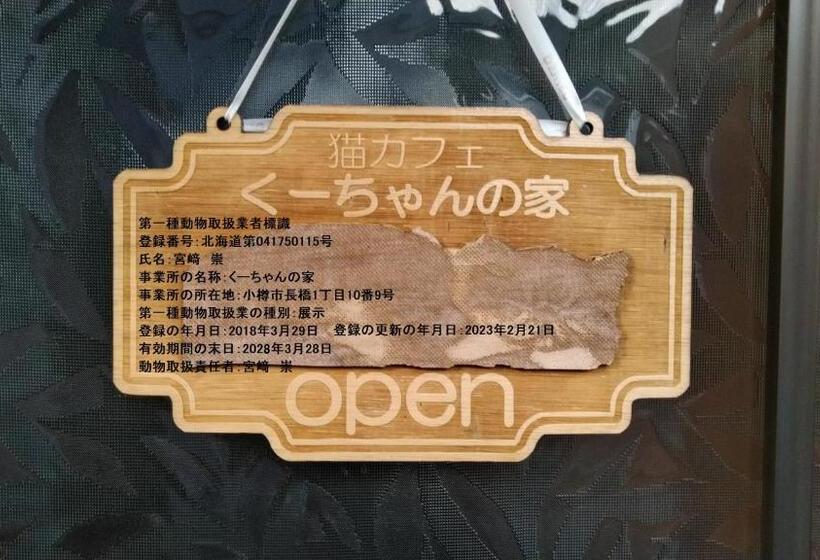 猫カフェ
くーちゃんの家
第一種動物取扱業者標識
登録番号:北海道第041750115号
氏名:宮﨑 崇
事業所の名称:くーちゃんの家
事業所の所在地:小樽市長橋1丁目10番9号
第一種動物取扱業の種別:展示
登録の年月日:2018年3月29日 登録の更新の年月日:2023年2月21日
有効期間の末日:2028年3月28日
動物取扱責任者:宮﨑 崇
open